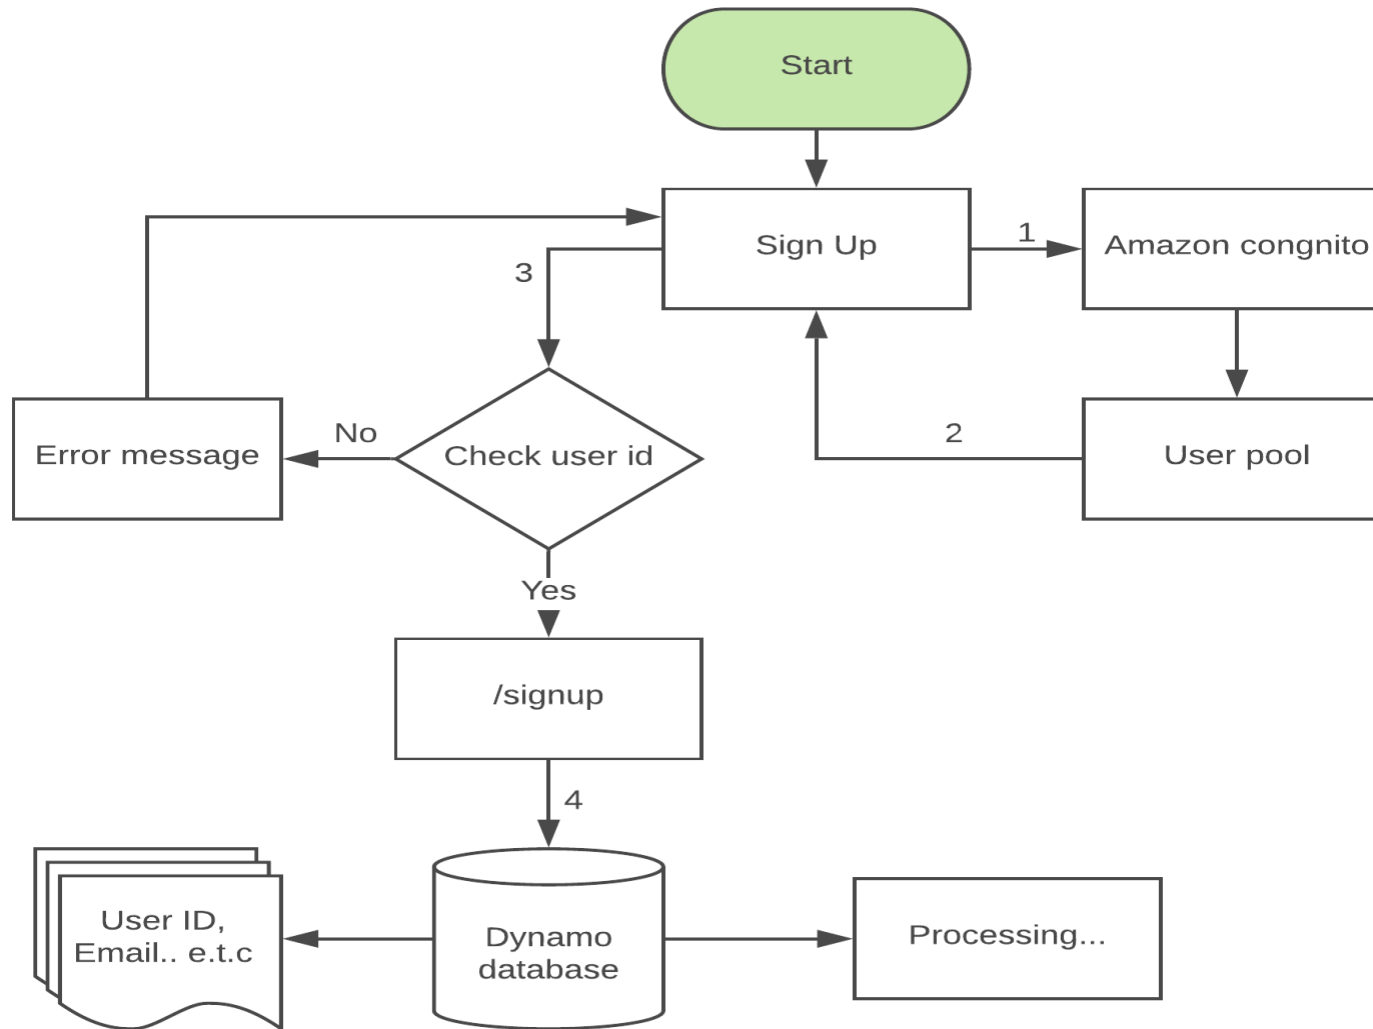 Start
Sign Up
1
Amazon congnito
3
Error message
No
Check user id
2
User pool
Yes
/signup
4
User ID,
Email.. e.t.c
Dynamo
database
Processing...